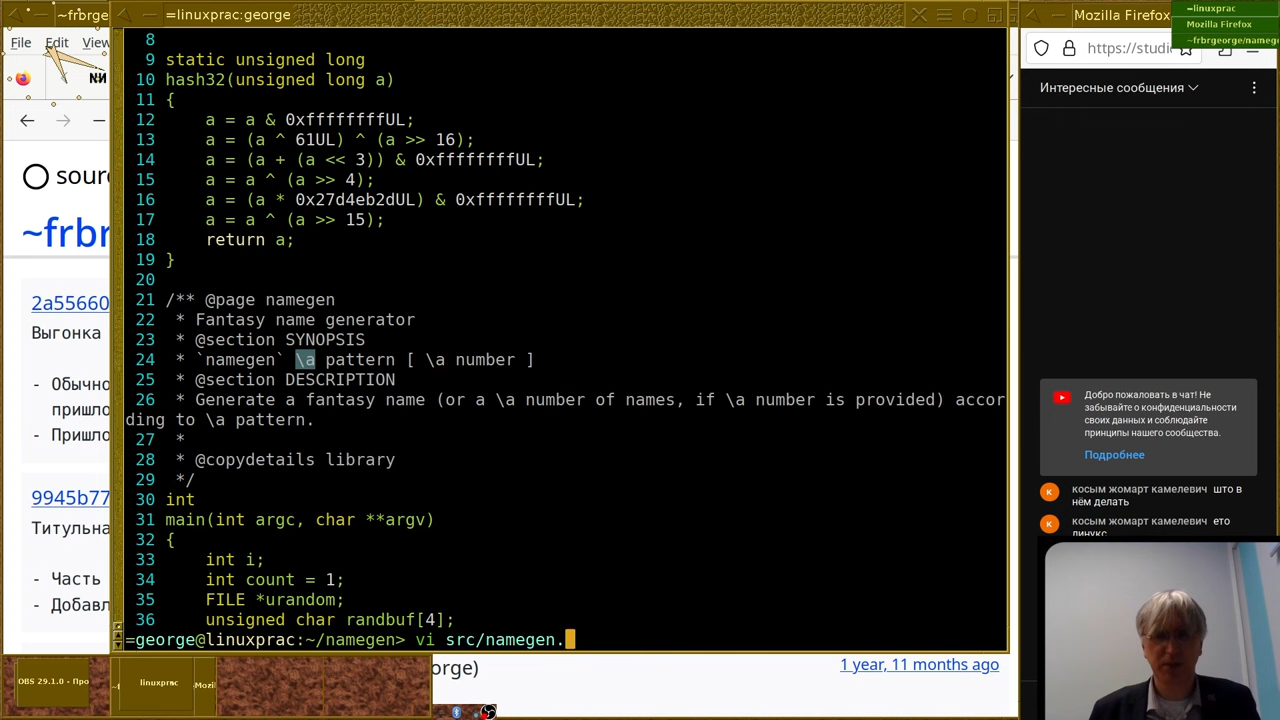 ~frbrge
=linuxprac:george
Mozilla Firefox
=linuxprac
Mozilla Firefox
~frbrgeorge/nameg
File Edit View
https://studi
Интересные сообщения
sour
~frbr
2a55660
Выгонка
- Обычно
пришло
- Пришло
9945b77
Титульна
- Часть
- Добавл
8
9 static unsigned long
10 hash32(unsigned long a)
11 {
12 a = a & 0xffffffffUL;
13 a = (a ^ 61UL) ^ (a >> 16);
14 a = (a + (a << 3)) & 0xffffffffUL;
15 a = a ^ (a >> 4);
16 a = (a * 0x27d4eb2dUL) & 0xffffffffUL;
17 a = a ^ (a >> 15);
18 return a;
19 }
20
21 /** @page namegen
22 * Fantasy name generator
23 * @section SYNOPSIS
24 * `namegen` \a pattern [ \a number ]
25 * @section DESCRIPTION
26 * Generate a fantasy name (or a \a number of names, if \a number is provided) accor
ding to \a pattern.
27 *
28 * @copydetails library
29 */
30 int
31 main(int argc, char **argv)
32 {
33 int i;
34 int count = 1;
35 FILE *urandom;
36 unsigned char randbuf[4];
=george@linuxprac:~/namegen> vi src/namegen.
Добро пожаловать в чат! Не
забывайте о конфиденциальности
своих данных и соблюдайте
принципы нашего сообщества.
Подробнее
к косым жомарт камелевич што в
нём делать
к косым жомарт камелевич ето
линукс
orge)
1 year, 11 months ago
OBS 29.1.0 - Про
linuxprac
Mozil